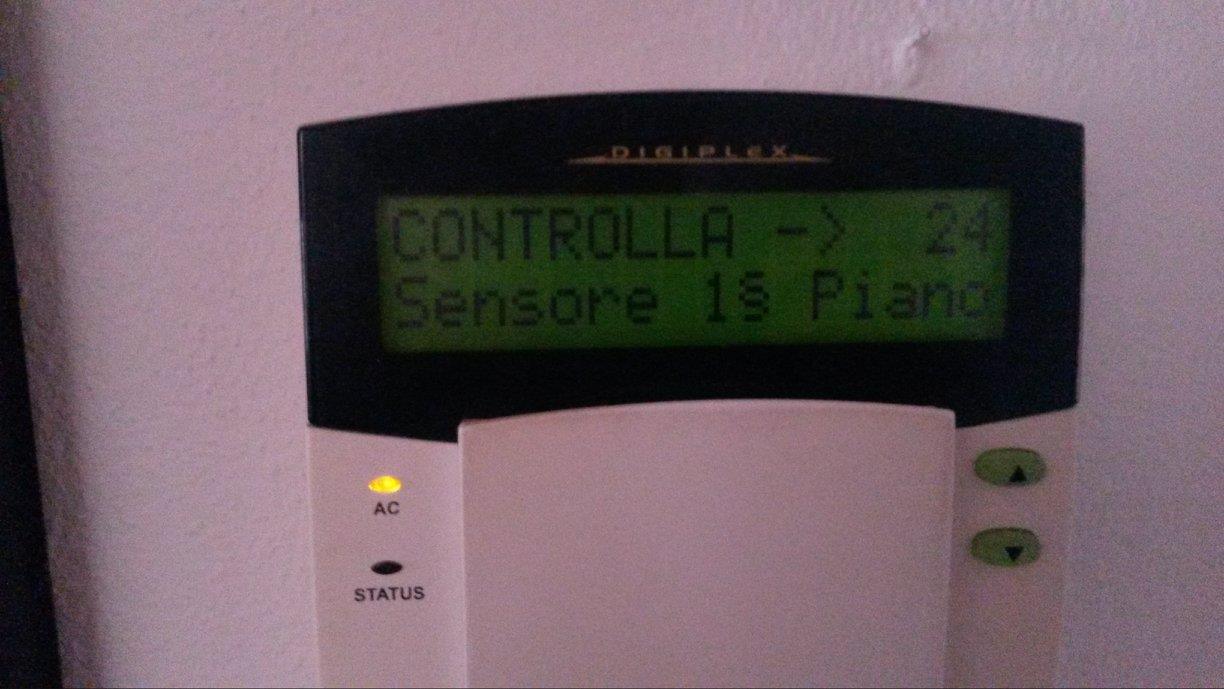 DIGIPLEX
CONTROLLA -> 24
Sensore 1§ Piano
AC
STATUS